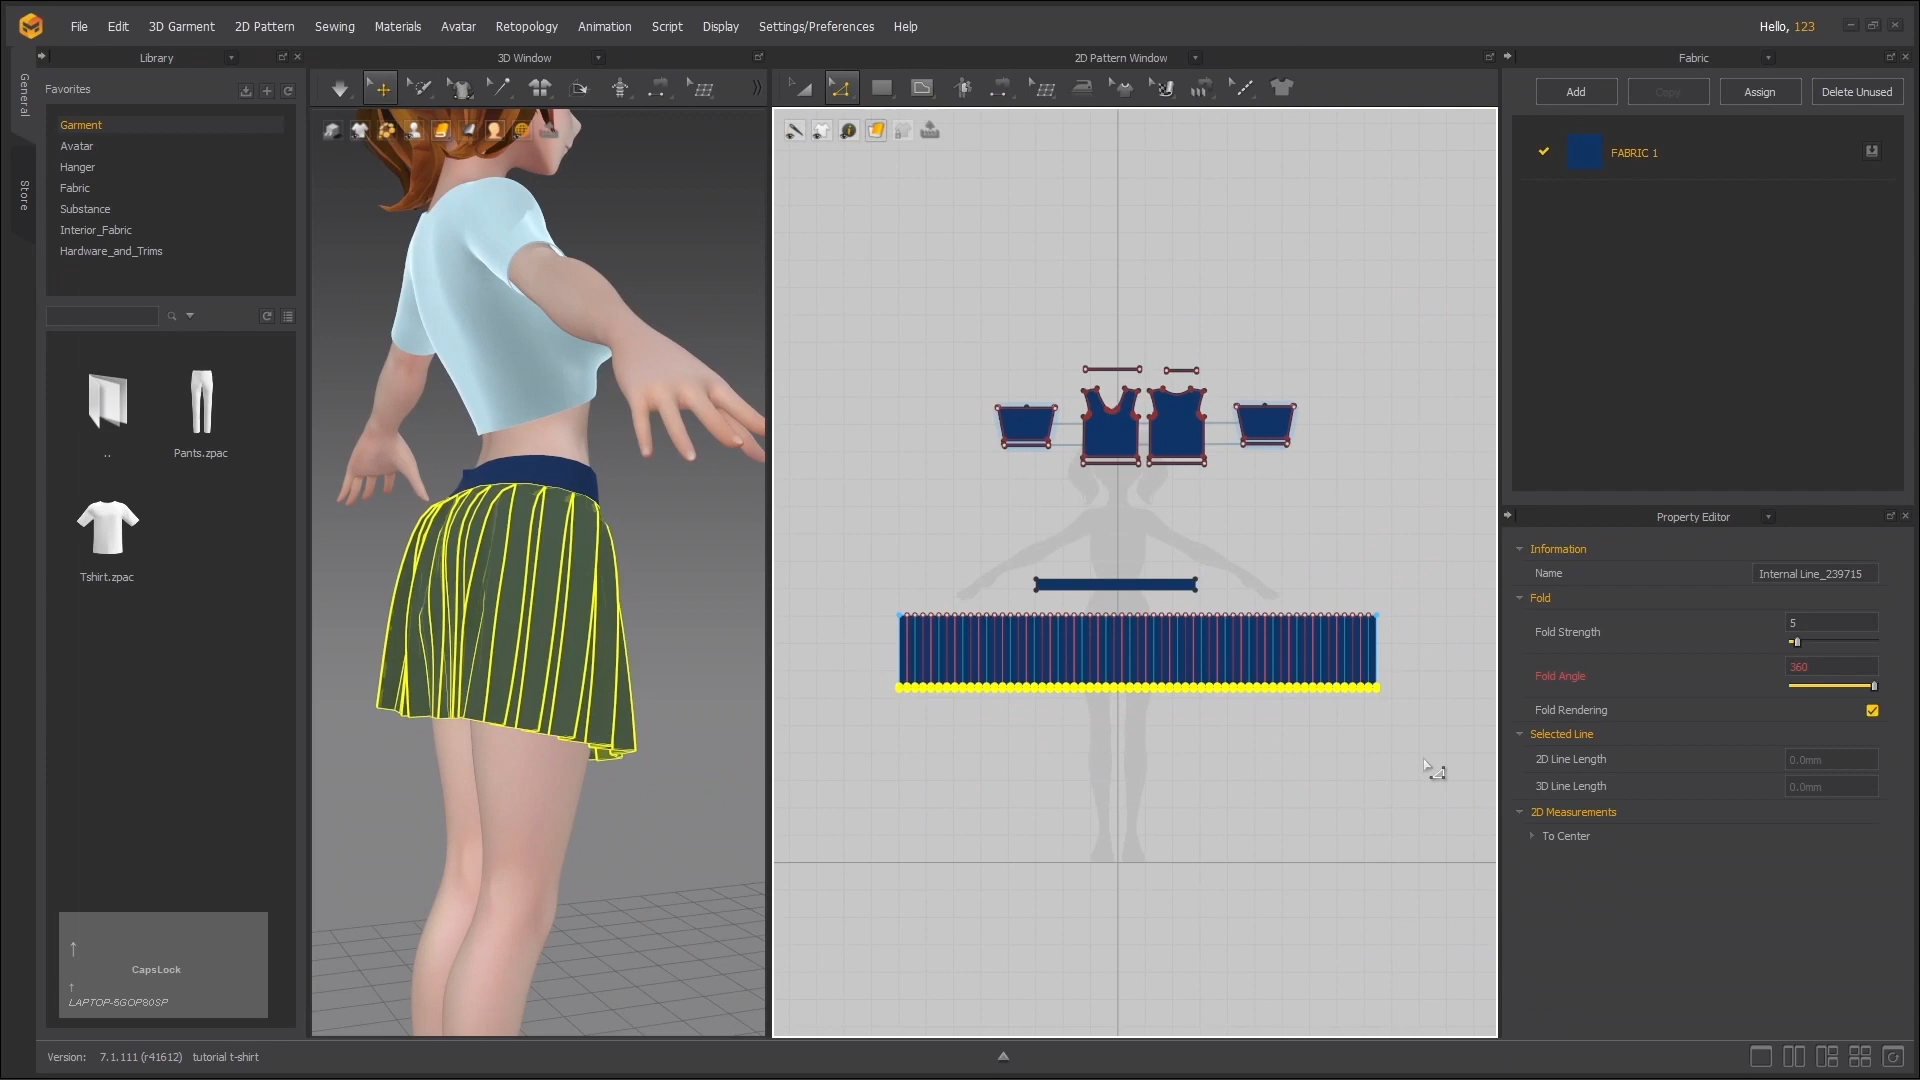 File Edit 3D Garment 2D Pattern Sewing Materials Avatar Retopology Animation Script Display Settings/Preferences Help Hello, 123
Library 3D Window 2D Pattern Window Fabric
General
Store
Favorites
Garment
Avatar
Hanger
Fabric
Substance
Interior_Fabric
Hardware_and_Trims
..
Pants.zpac
Tshirt.zpac
CapsLock
LAPTOP-5GOP80SP
Add Copy Assign Delete Unused
FABRIC 1
Property Editor
Information
Name Internal Line_239715
Fold
Fold Strength 5
Fold Angle 360
Fold Rendering
Selected Line
2D Line Length 0.0mm
3D Line Length 0.0mm
2D Measurements
To Center
Version: 7.1.111 (r41612) tutorial t-shirt